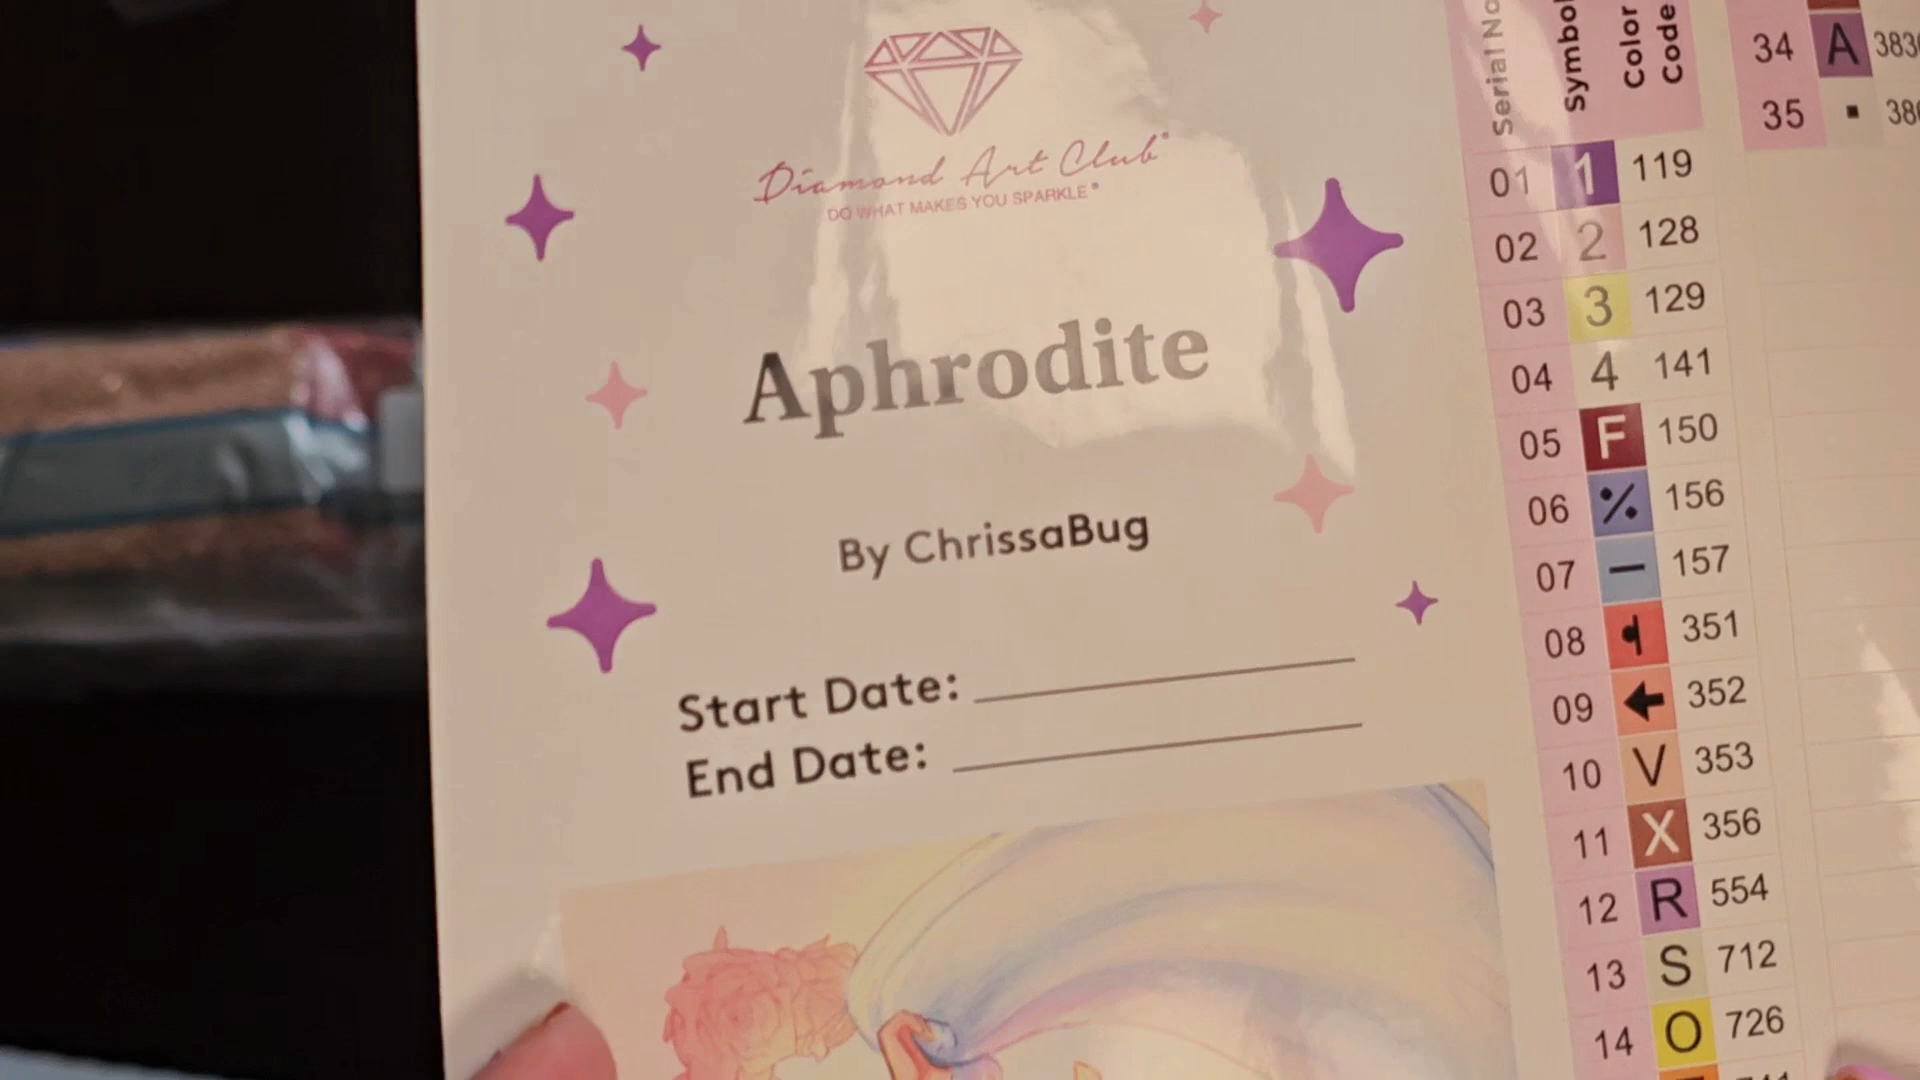 Diamond Art Club®
DO WHAT MAKES YOU SPARKLE®
Aphrodite
By ChrissaBug
Start Date:
End Date:
Serial No
Symbol
Color Code
01 1 119
02 2 128
03 3 129
04 4 141
05 F 150
06 ٪ 156
07 — 157
08 351
09 ← 352
10 V 353
11 X 356
12 R 554
13 S 712
14 O 726
34 A
35 ▪